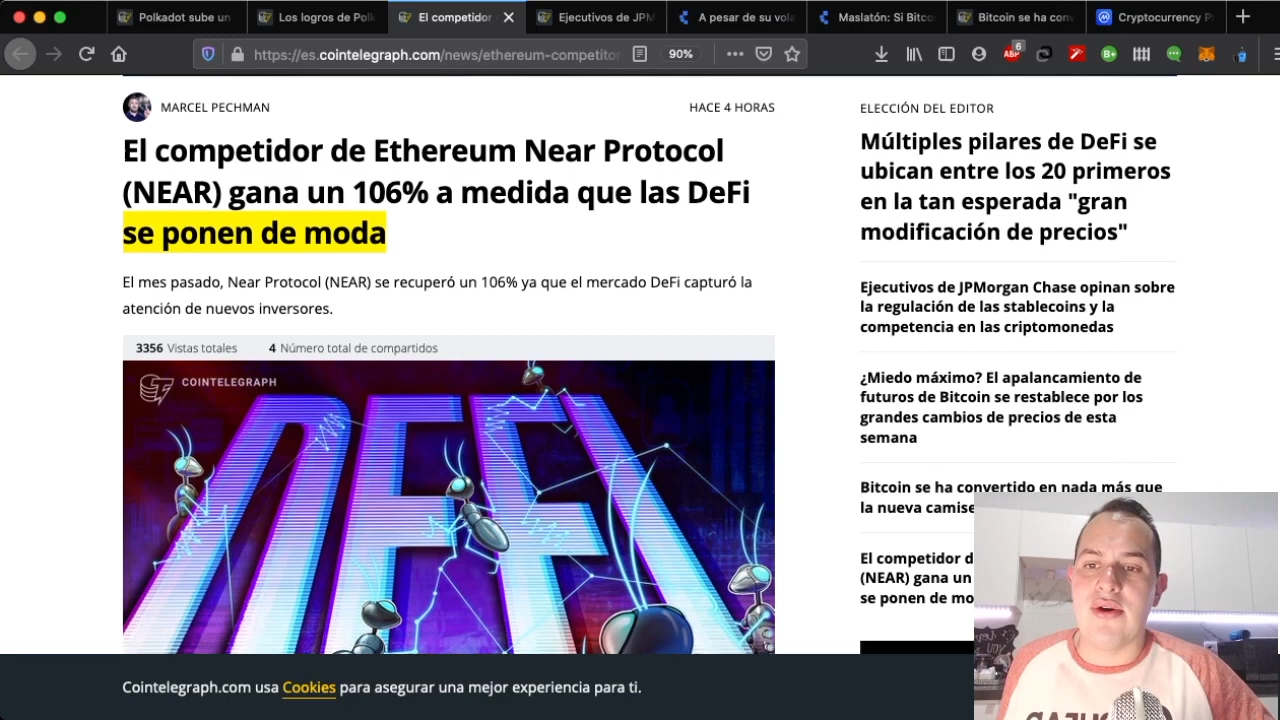 Polkadot sube un
Los logros de Polk
El competidor
Ejecutivos de JPM
A pesar de su vola
Maslatón: Si Bitco
Bitcoin se ha conv
Cryptocurrency Pr
https://es.cointelegraph.com/news/ethereum-competitor
90%
ABP
6
B+
MARCEL PECHMAN
HACE 4 HORAS
El competidor de Ethereum Near Protocol
(NEAR) gana un 106% a medida que las DeFi
se ponen de moda
El mes pasado, Near Protocol (NEAR) se recuperó un 106% ya que el mercado DeFi capturó la
atención de nuevos inversores.
3356 Vistas totales
4 Número total de compartidos
COINTELEGRAPH
DEFI
ELECCIÓN DEL EDITOR
Múltiples pilares de DeFi se
ubican entre los 20 primeros
en la tan esperada "gran
modificación de precios"
Ejecutivos de JPMorgan Chase opinan sobre
la regulación de las stablecoins y la
competencia en las criptomonedas
¿Miedo máximo? El apalancamiento de
futuros de Bitcoin se restablece por los
grandes cambios de precios de esta
semana
Bitcoin se ha convertido en nada más que
la nueva camise
El competidor d
(NEAR) gana un
se ponen de mo
Cointelegraph.com usa Cookies para asegurar una mejor experiencia para ti.